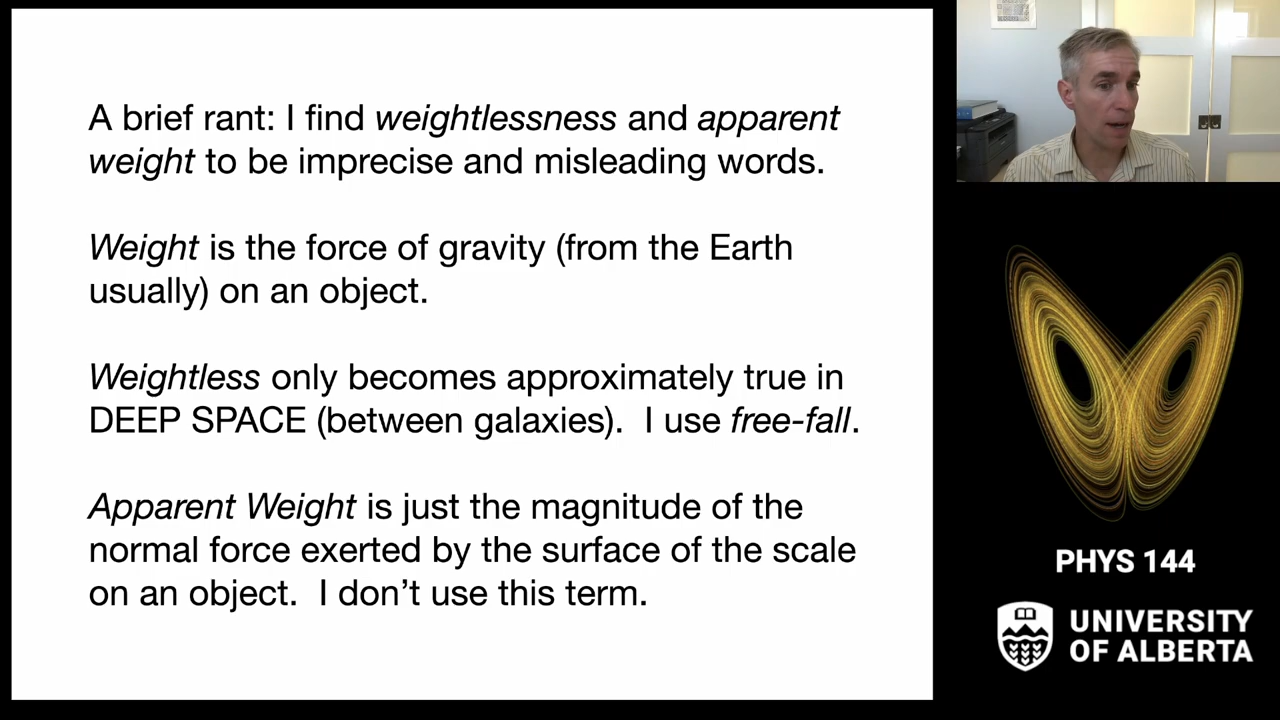 A brief rant: I find weightlessness and apparent
weight to be imprecise and misleading words.
Weight is the force of gravity (from the Earth
usually) on an object.
Weightless only becomes approximately true in
DEEP SPACE (between galaxies).  I use free-fall.
Apparent Weight is just the magnitude of the
normal force exerted by the surface of the scale
on an object.  I don’t use this term.
PHYS 144
UNIVERSITY
OF ALBERTA